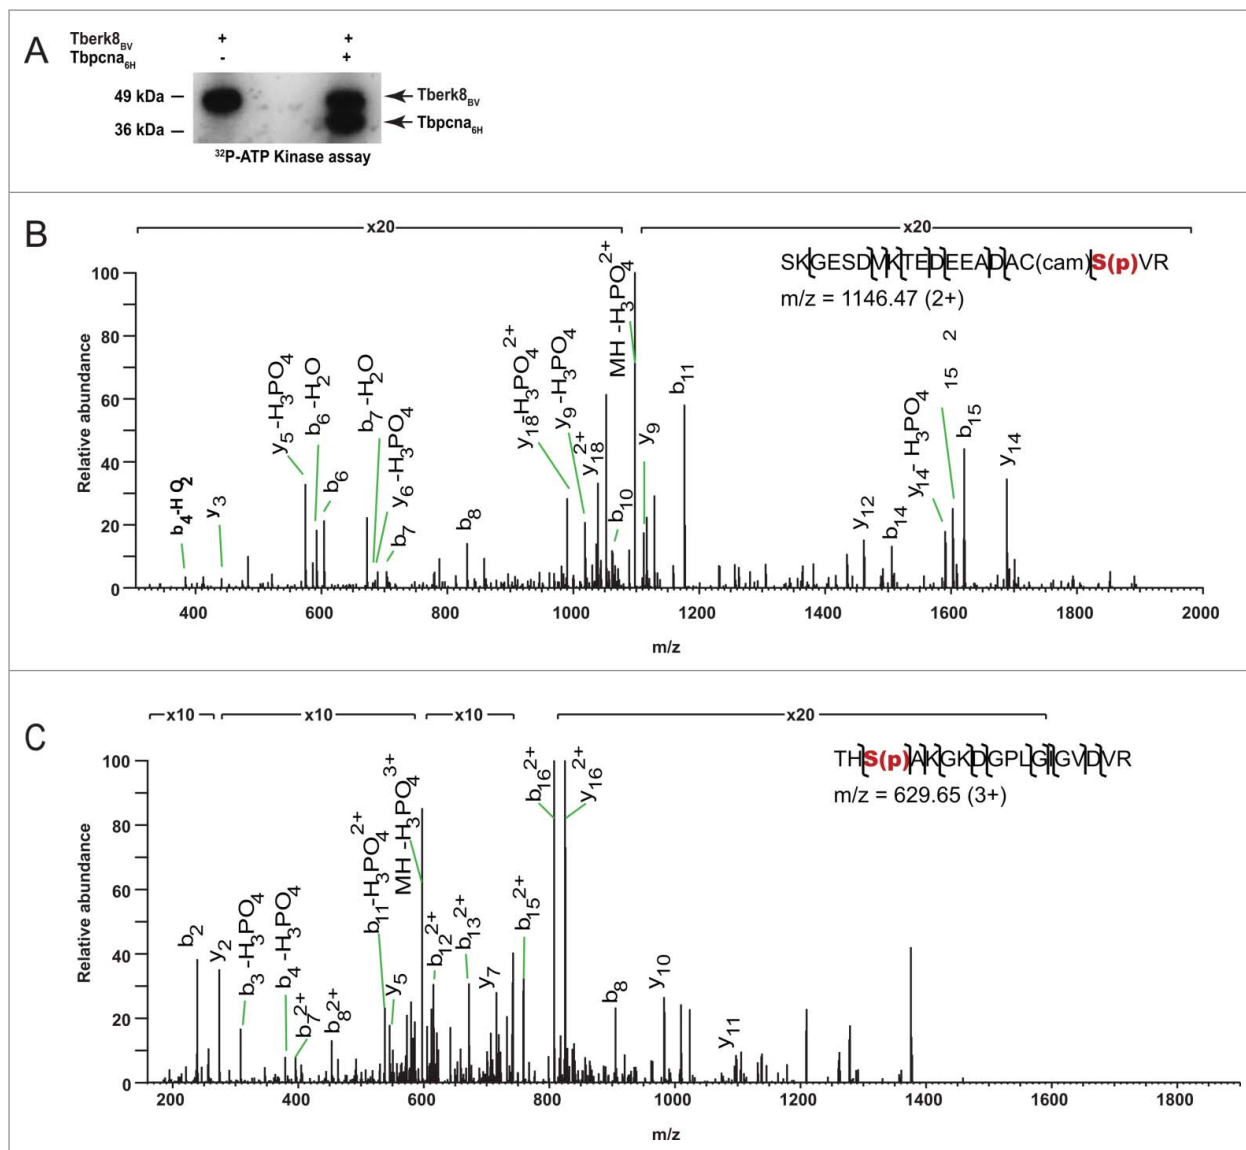 A
Tberk8BV + +
Tbpcna6H - +
49 kDa
36 kDa
Tberk8BV
Tbpcna6H
32P-ATP Kinase assay
B
x20
x20
SKGESDVKTEDEEADAC(cam)S(p)VR
m/z = 1146.47 (2+)
Relative abundance
100
80
60
40
20
0
b4-H O2
y3
y5-H3PO4
b6-H2O
b6
b7-H2O
y6-H3PO4
b7
b8
y18-H3PO4 2+
y9-H3PO4
y18 2+
b10
MH -H3PO4 2+
y9
b11
y12
b14
y14- H3PO4
15 2
b15
y14
400 600 800 1000 1200 1400 1600 1800 2000
m/z
C
x10
x10
x10
x20
THS(p)AKGKDGPLGIGVDVR
m/z = 629.65 (3+)
Relative abundance
100
80
60
40
20
0
b2
y2
b3-H3PO4
b4-H3PO4
b7 2+
b8 2+
b11-H3PO4 2+
y5
MH -H3PO4 3+
b12 2+
b13 2+
y7
b15 2+
b16 2+
y16 2+
b8
y10
y11
200 400 600 800 1000 1200 1400 1600 1800
m/z